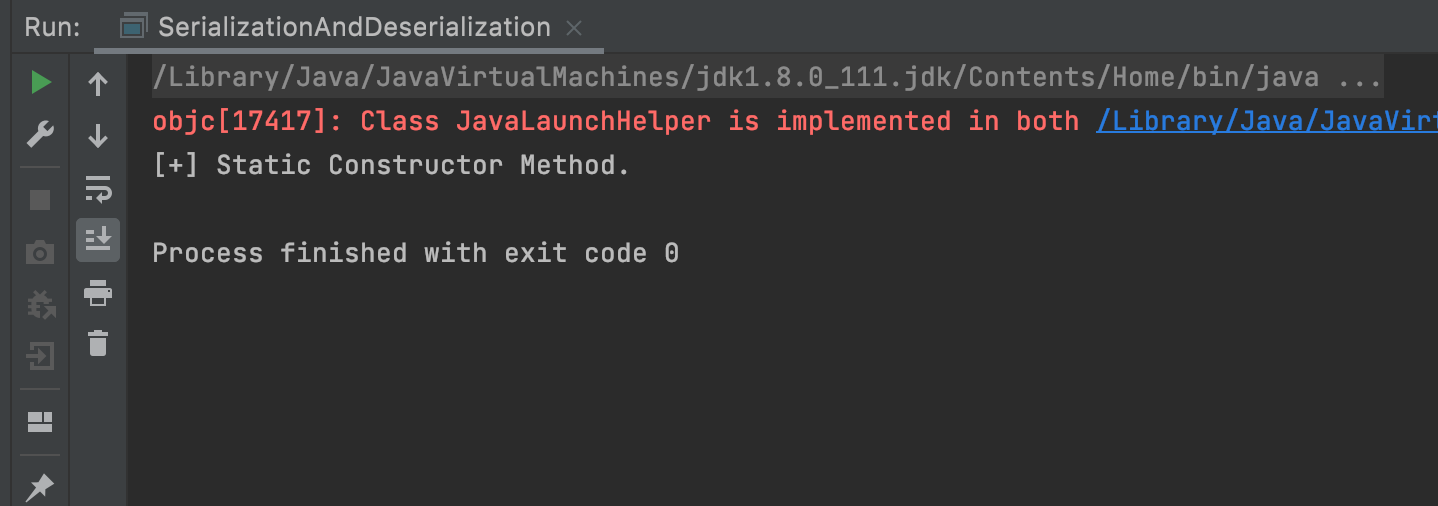 Run: SerializationAndDeserialization
/Library/Java/JavaVirtualMachines/jdk1.8.0_111.jdk/Contents/Home/bin/java ...
objc[17417]: Class JavaLaunchHelper is implemented in both /Library/Java/JavaVirt
[+] Static Constructor Method.
Process finished with exit code 0